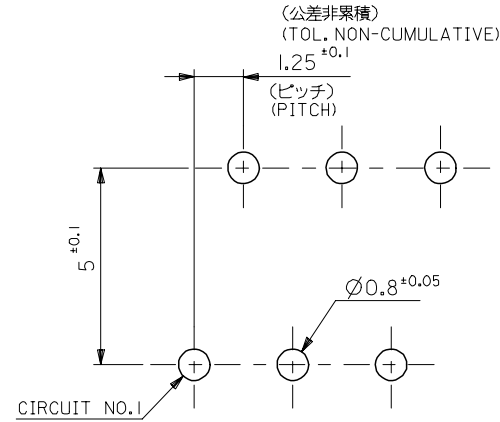 (公差非累積)
(TOL. NON-CUMULATIVE)
1.25 ±0.1
(ピッチ)
(PITCH)
5 ±0.1
Ø0.8 ±0.05
CIRCUIT NO.1